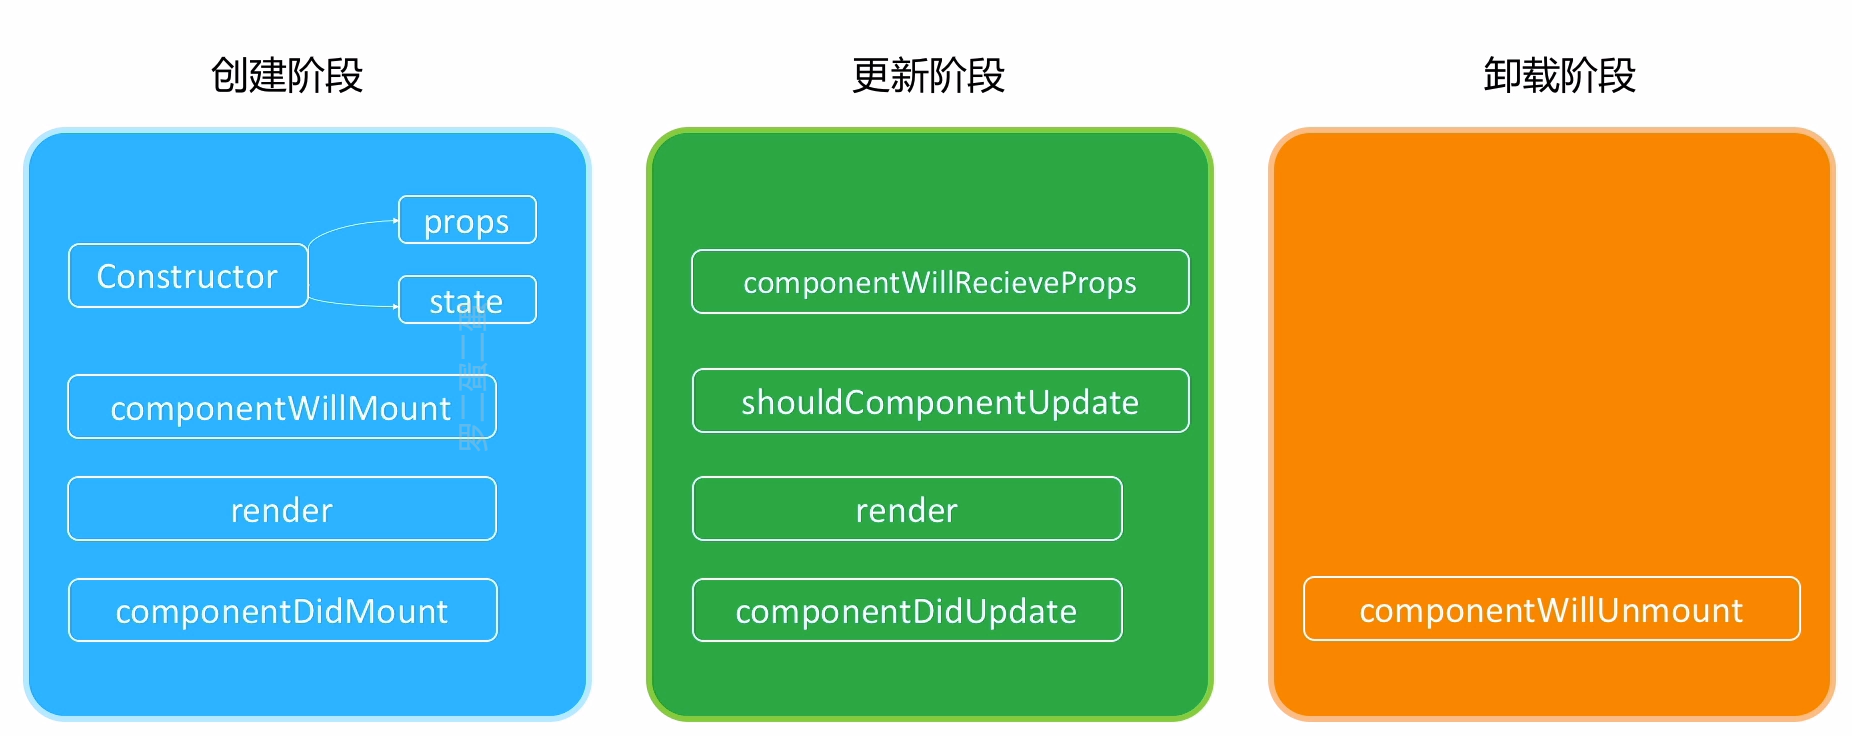 创建阶段
Constructor
props
state
componentWillMount
render
componentDidMount
更新阶段
componentWillRecieveProps
shouldComponentUpdate
render
componentDidUpdate
卸载阶段
componentWillUnmount